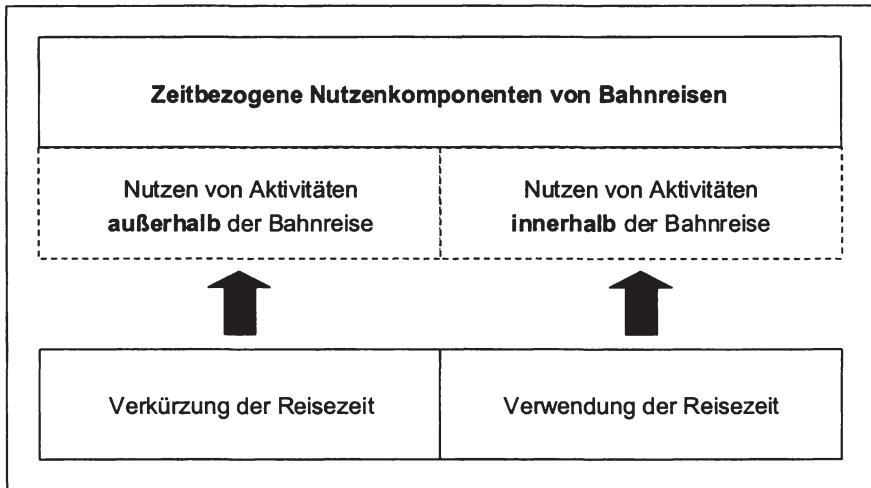 Zeitbezogene Nutzenkomponenten von Bahnreisen
Nutzen von Aktivitäten
außerhalb der Bahnreise
Nutzen von Aktivitäten
innerhalb der Bahnreise
Verkürzung der Reisezeit
Verwendung der Reisezeit